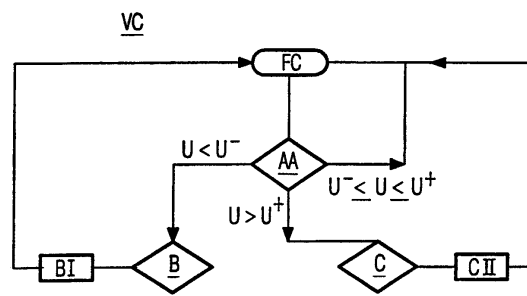 VC
FC
U < U⁻
AA
U⁻ ≤ U ≤ U⁺
U > U⁺
BI
B
C
CII